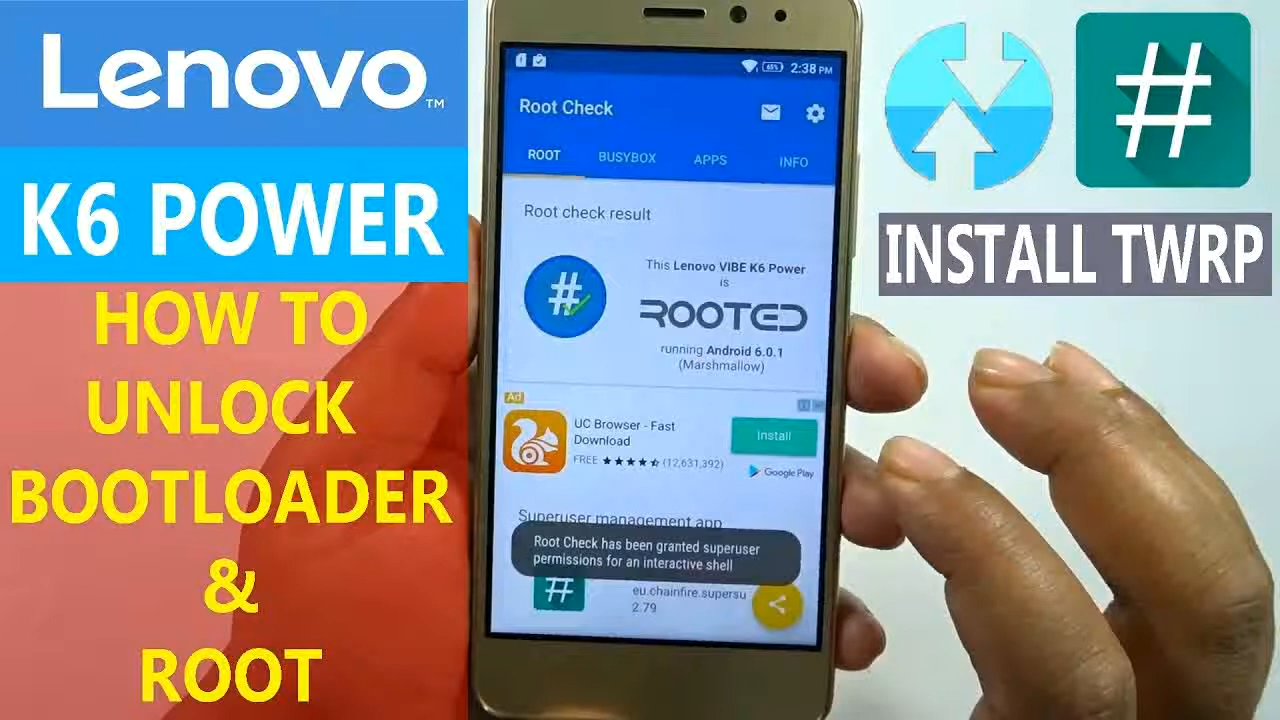 Lenovo™
K6 POWER
HOW TO
UNLOCK
BOOTLOADER
&
ROOT
65%
2:38 PM
Root Check
ROOT
BUSYBOX
APPS
INFO
Root check result
This Lenovo VIBE K6 Power
is
ROOTED
running Android 6.0.1
(Marshmallow)
Ad
UC Browser - Fast
Download
FREE
(12,631,392)
Install
Google Play
Superuser management app
Root Check has been granted superuser
permissions for an interactive shell
eu.chainfire.supersu
2.79
#
INSTALL TWRP